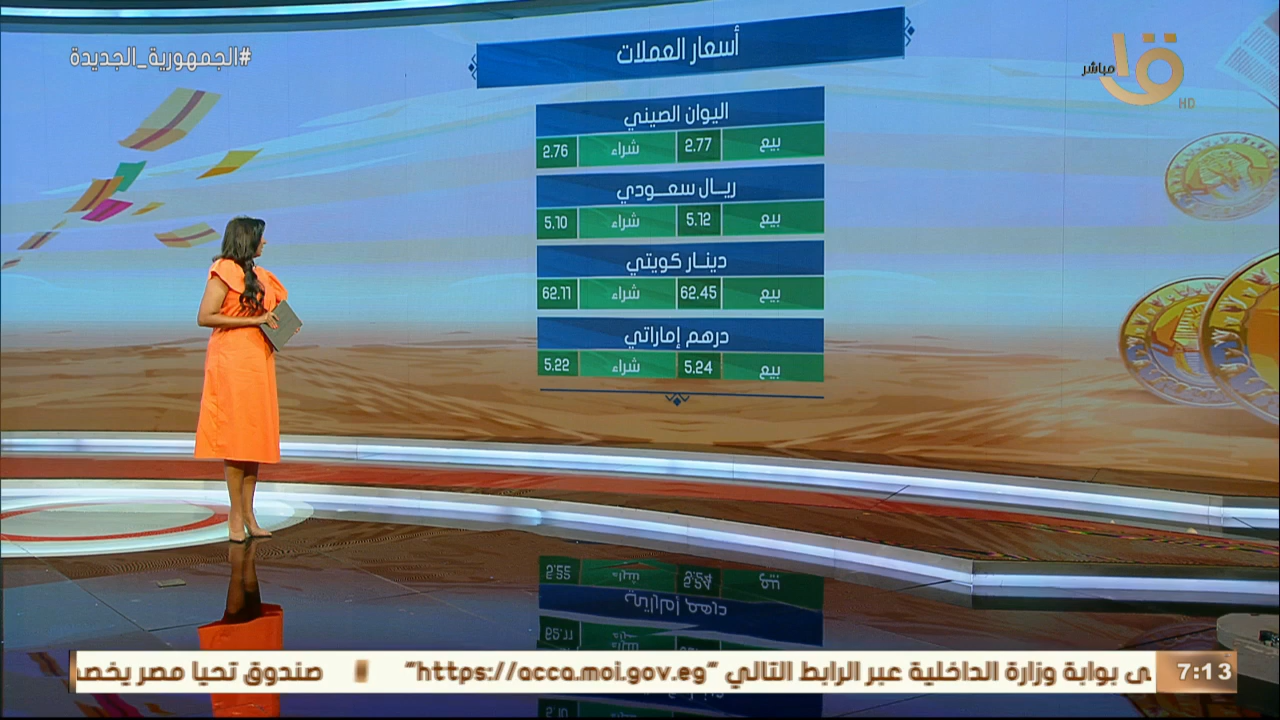 #الجمهورية_الجديدة
ق1
مباشر
HD
أسعار العملات
اليوان الصيني
بيع 2.77 شراء 2.76
ريال سعودي
بيع 5.12 شراء 5.10
دينار كويتي
بيع 62.45 شراء 62.11
درهم إماراتي
بيع 5.24 شراء 5.22
7:13 ى بوابة وزارة الداخلية عبر الرابط التالي "https://acca.moi.gov.eg" صندوق تحيا مصر يخصـ